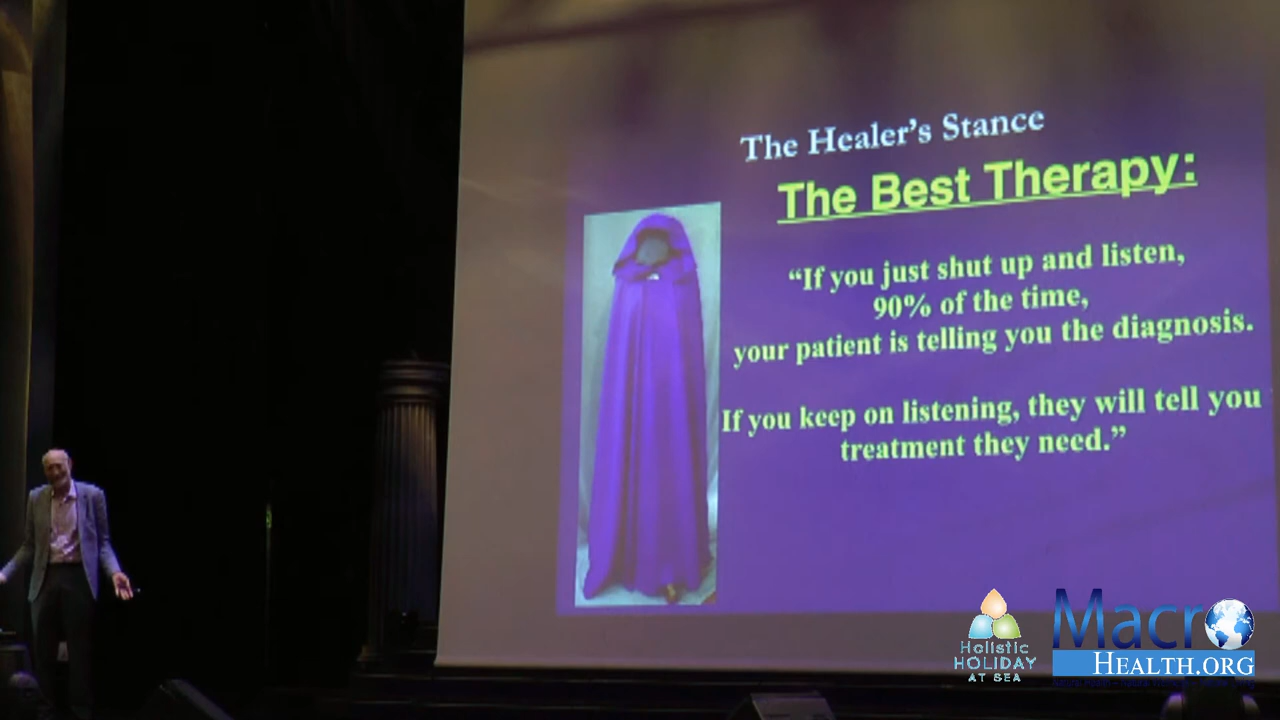 The Healer's Stance
The Best Therapy:
“If you just shut up and listen,
90% of the time,
your patient is telling you the diagnosis.
If you keep on listening, they will tell you
treatment they need.”
Holistic
HOLIDAY
AT SEA
Macro
HEALTH.ORG